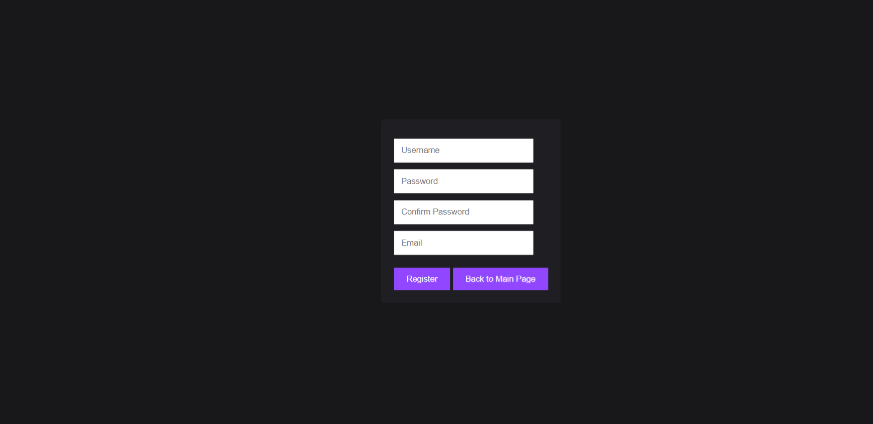 Username
Password
Confirm Password
Email
Register Back to Main Page